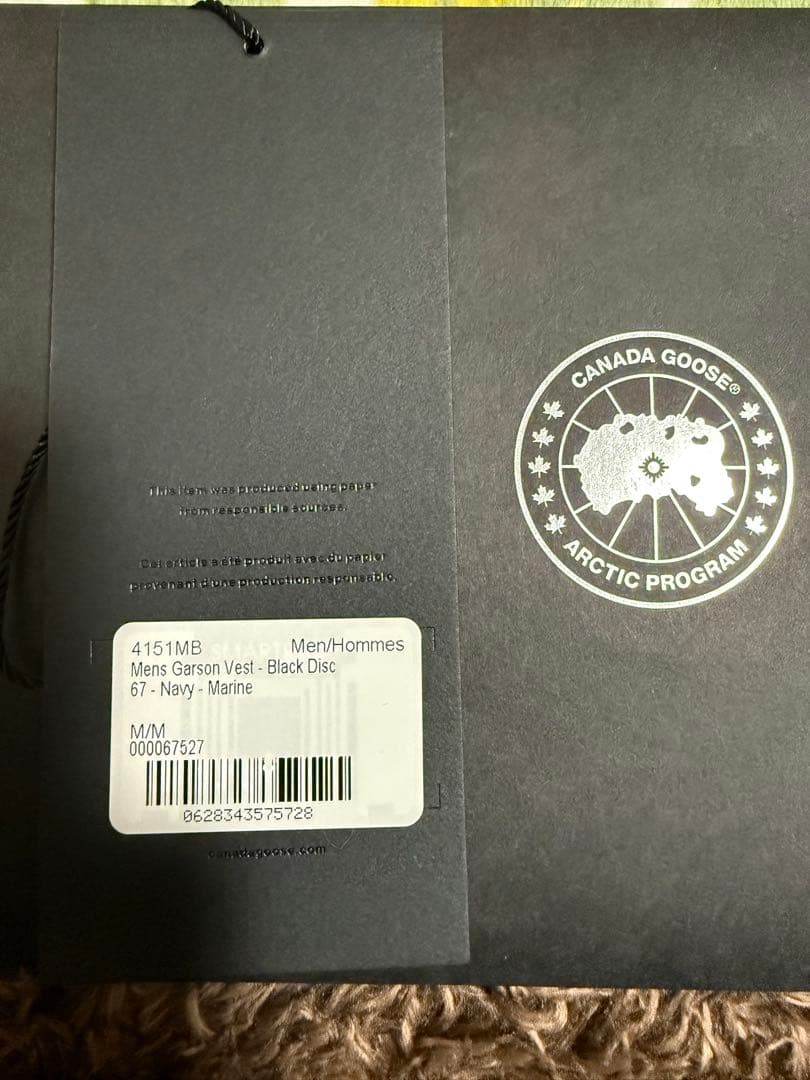 This item was produced using paper
from responsible sources.
Cet article a été produit avec du papier
provenant d'une production responsable.
4151MB Men/Hommes
Mens Garson Vest - Black Disc
67 - Navy - Marine
M/M
000067527
0628343575728
canadagoose.com
CANADA GOOSE®
ARCTIC PROGRAM